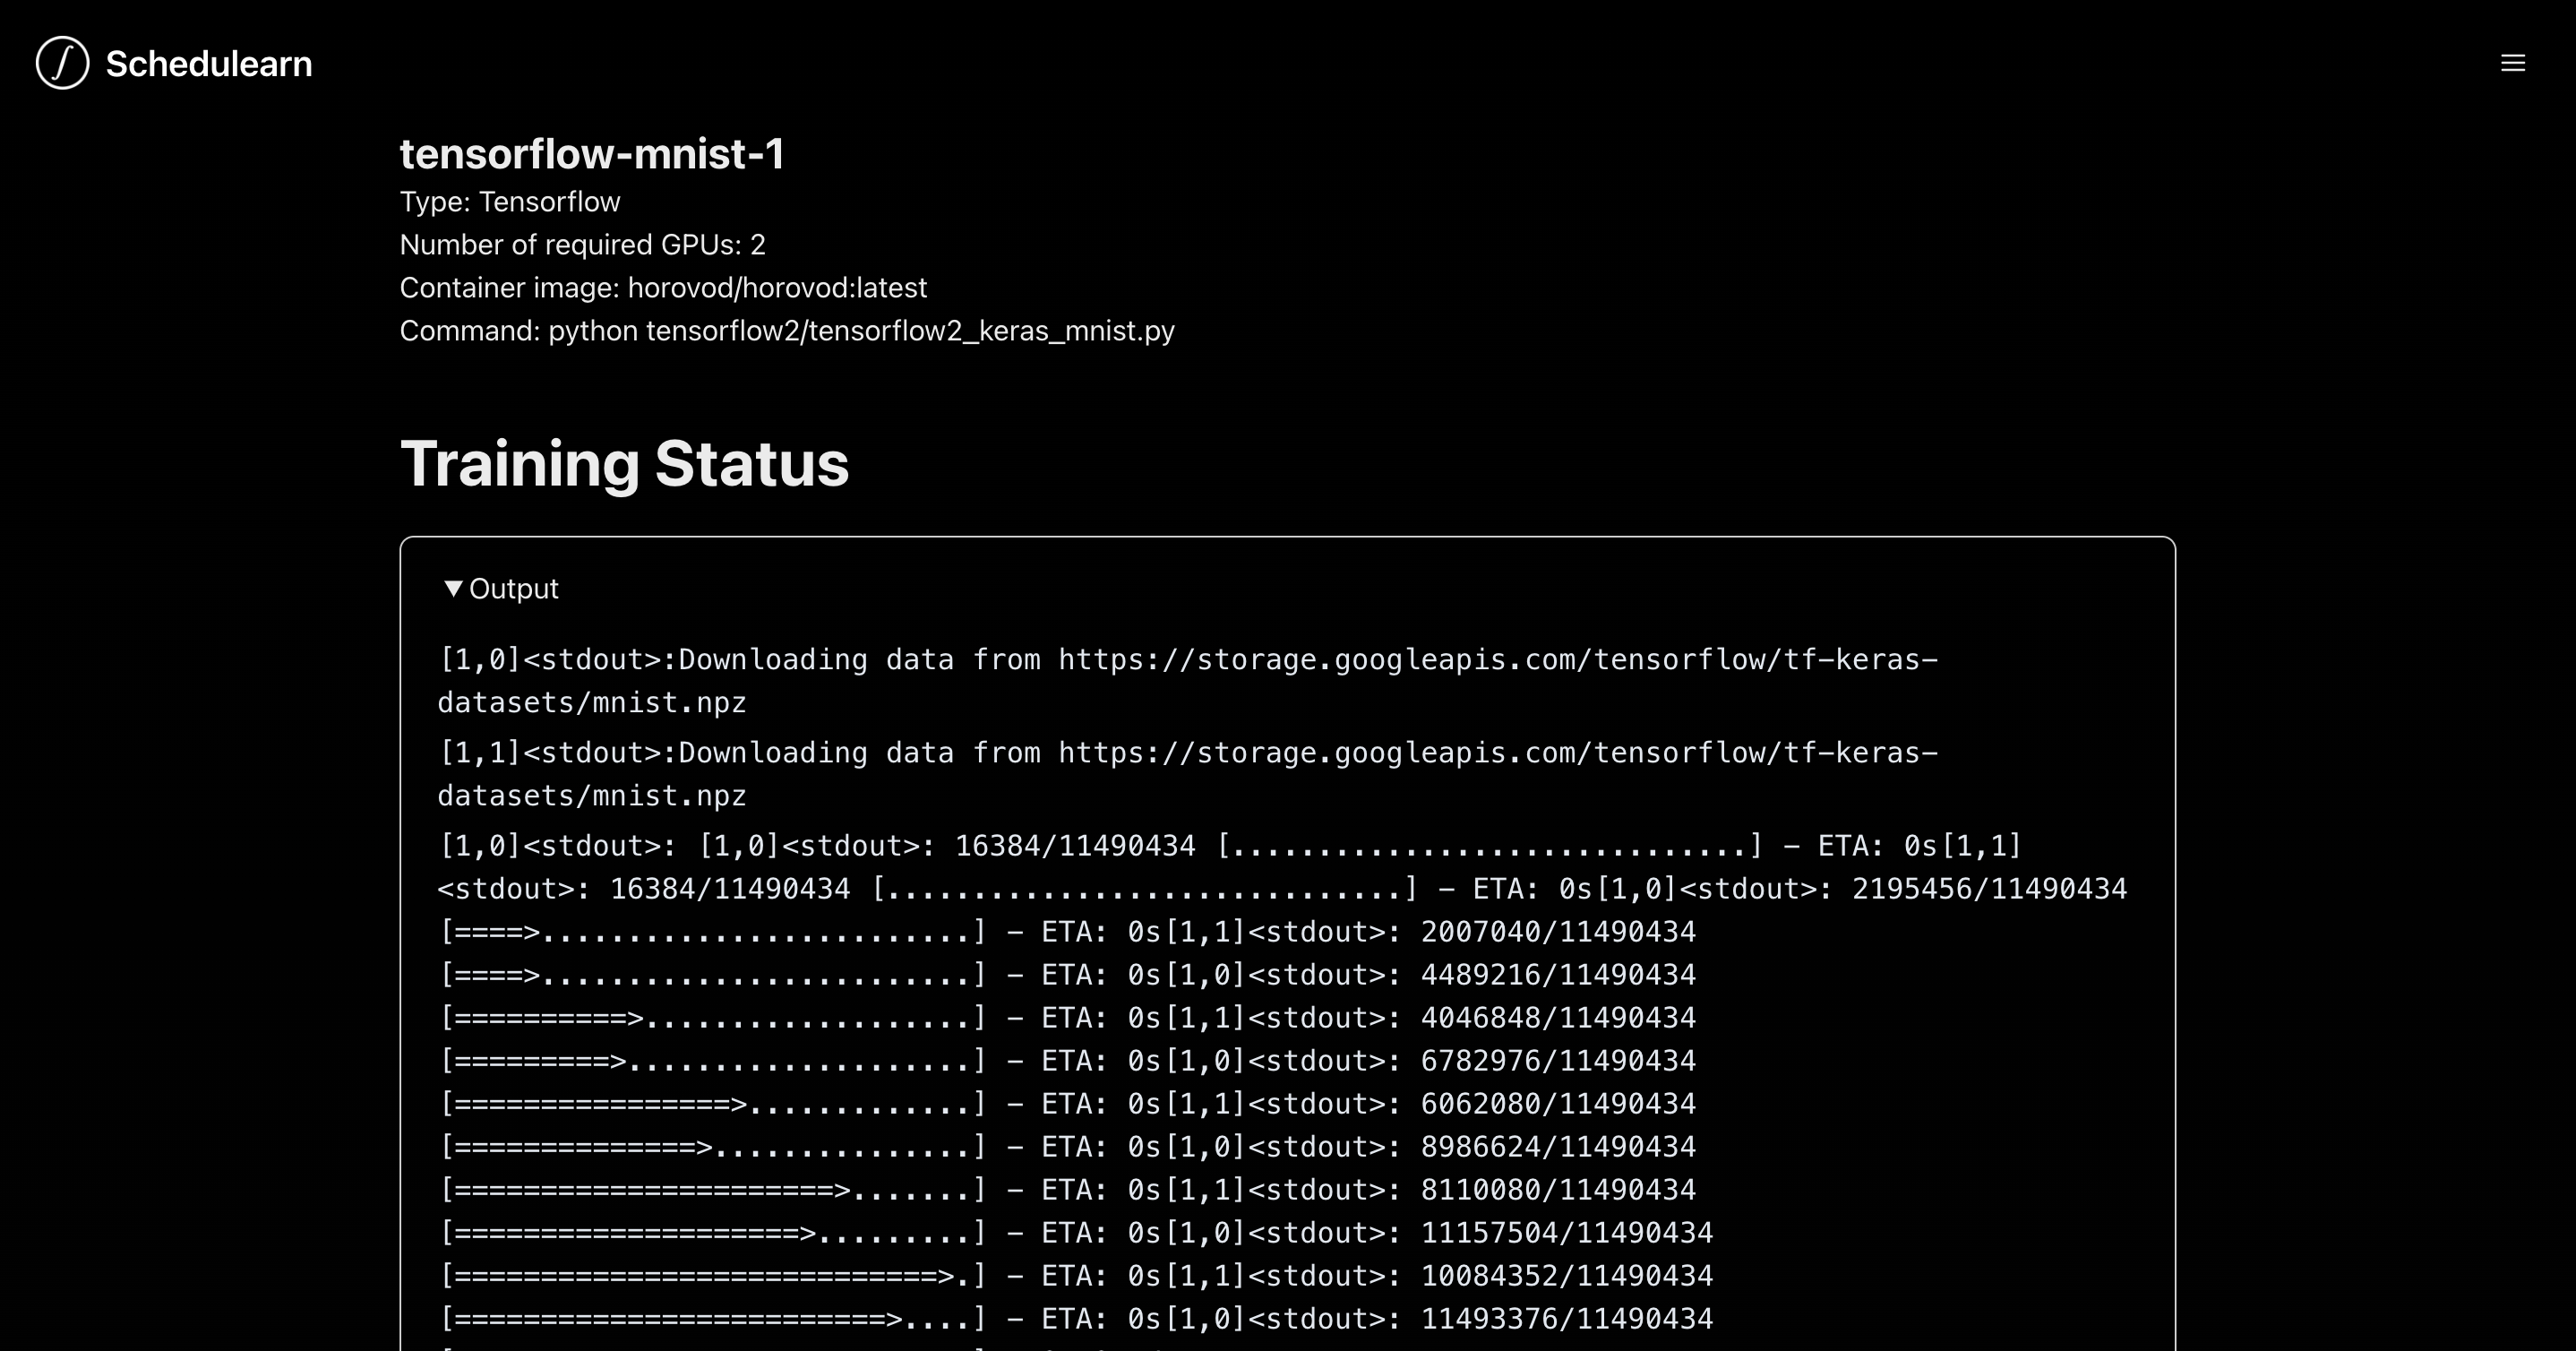 Schedulearn
tensorflow-mnist-1
Type: Tensorflow
Number of required GPUs: 2
Container image: horovod/horovod:latest
Command: python tensorflow2/tensorflow2_keras_mnist.py
Training Status
▼ Output
[1,0]<stdout>:Downloading data from https://storage.googleapis.com/tensorflow/tf-keras-
datasets/mnist.npz
[1,1]<stdout>:Downloading data from https://storage.googleapis.com/tensorflow/tf-keras-
datasets/mnist.npz
[1,0]<stdout>: [1,0]<stdout>: 16384/11490434 [..............................] - ETA: 0s[1,1]
<stdout>: 16384/11490434 [..............................] - ETA: 0s[1,0]<stdout>: 2195456/11490434
[====>.........................] - ETA: 0s[1,1]<stdout>: 2007040/11490434
[====>.........................] - ETA: 0s[1,0]<stdout>: 4489216/11490434
[==========>...................] - ETA: 0s[1,1]<stdout>: 4046848/11490434
[=========>....................] - ETA: 0s[1,0]<stdout>: 6782976/11490434
[================>.............] - ETA: 0s[1,1]<stdout>: 6062080/11490434
[==============>...............] - ETA: 0s[1,0]<stdout>: 8986624/11490434
[======================>.......] - ETA: 0s[1,1]<stdout>: 8110080/11490434
[====================>.........] - ETA: 0s[1,0]<stdout>: 11157504/11490434
[============================>.] - ETA: 0s[1,1]<stdout>: 10084352/11490434
[=========================>....] - ETA: 0s[1,0]<stdout>: 11493376/11490434